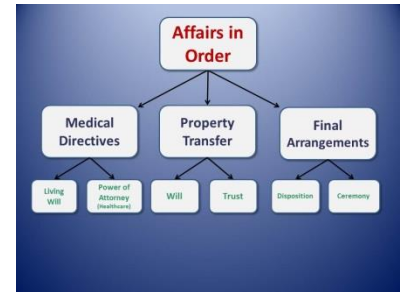 Affairs in
Order
Medical
Directives
Property
Transfer
Final
Arrangements
Living
Will
Power of
Attorney
(Healthcare)
Will
Trust
Disposition
Ceremony